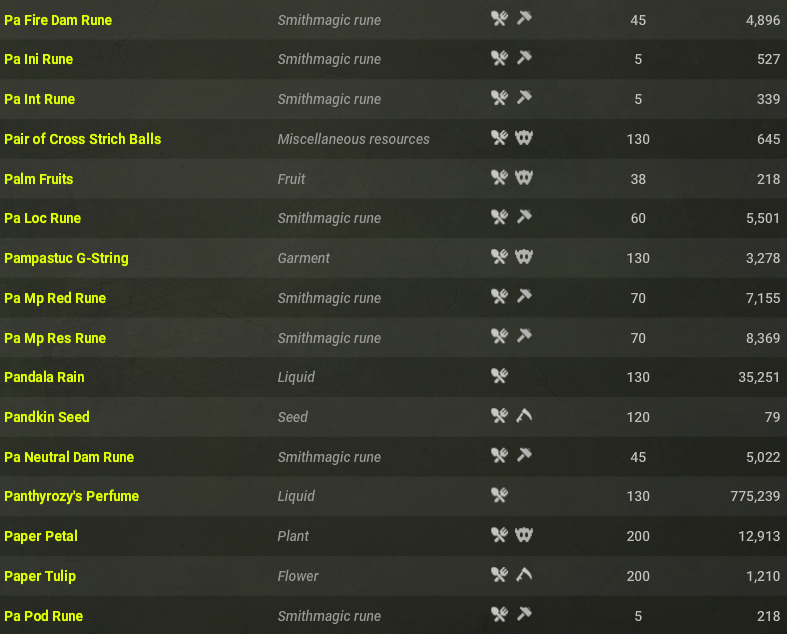 Pa Fire Dam Rune Smithmagic rune 45 4,896
Pa Ini Rune Smithmagic rune 5 527
Pa Int Rune Smithmagic rune 5 339
Pair of Cross Strich Balls Miscellaneous resources 130 645
Palm Fruits Fruit 38 218
Pa Loc Rune Smithmagic rune 60 5,501
Pampastuc G-String Garment 130 3,278
Pa Mp Red Rune Smithmagic rune 70 7,155
Pa Mp Res Rune Smithmagic rune 70 8,369
Pandala Rain Liquid 130 35,251
Pandkin Seed Seed 120 79
Pa Neutral Dam Rune Smithmagic rune 45 5,022
Panthyrozy's Perfume Liquid 130 775,239
Paper Petal Plant 200 12,913
Paper Tulip Flower 200 1,210
Pa Pod Rune Smithmagic rune 5 218